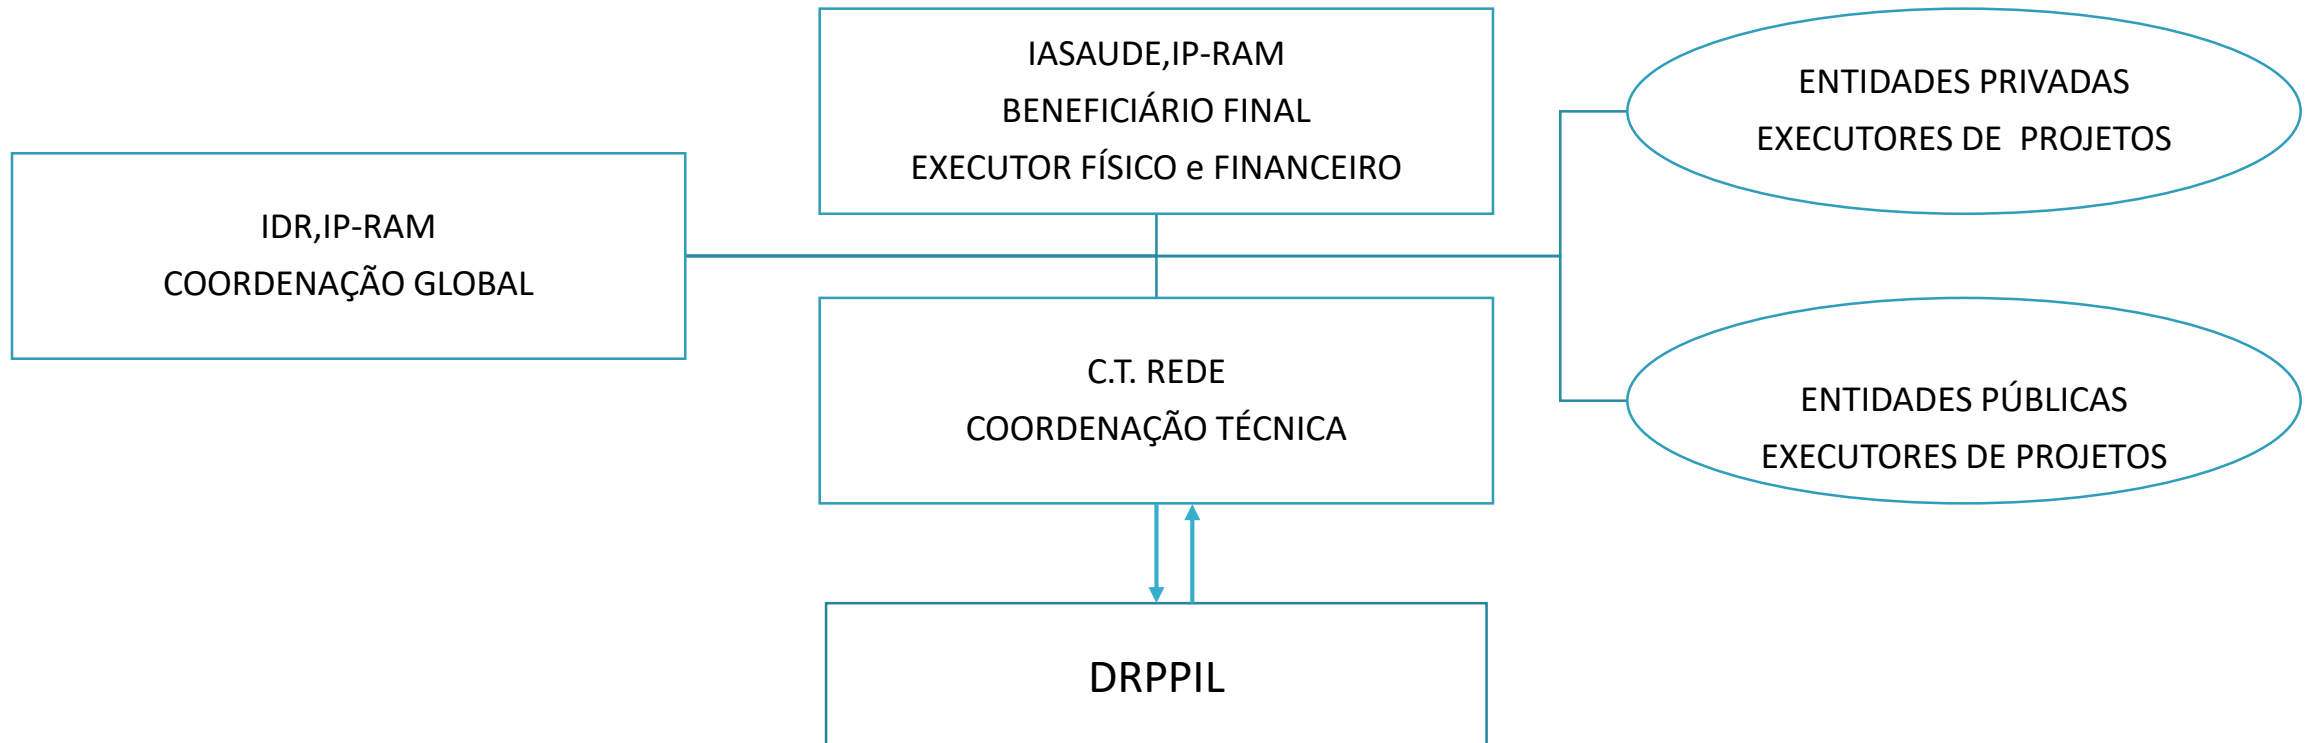 IASAUDE,IP-RAM
BENEFICIÁRIO FINAL
EXECUTOR FÍSICO e FINANCEIRO
ENTIDADES PRIVADAS
EXECUTORES DE PROJETOS
IDR,IP-RAM
COORDENAÇÃO GLOBAL
C.T. REDE
COORDENAÇÃO TÉCNICA
ENTIDADES PÚBLICAS
EXECUTORES DE PROJETOS
DRPPIL